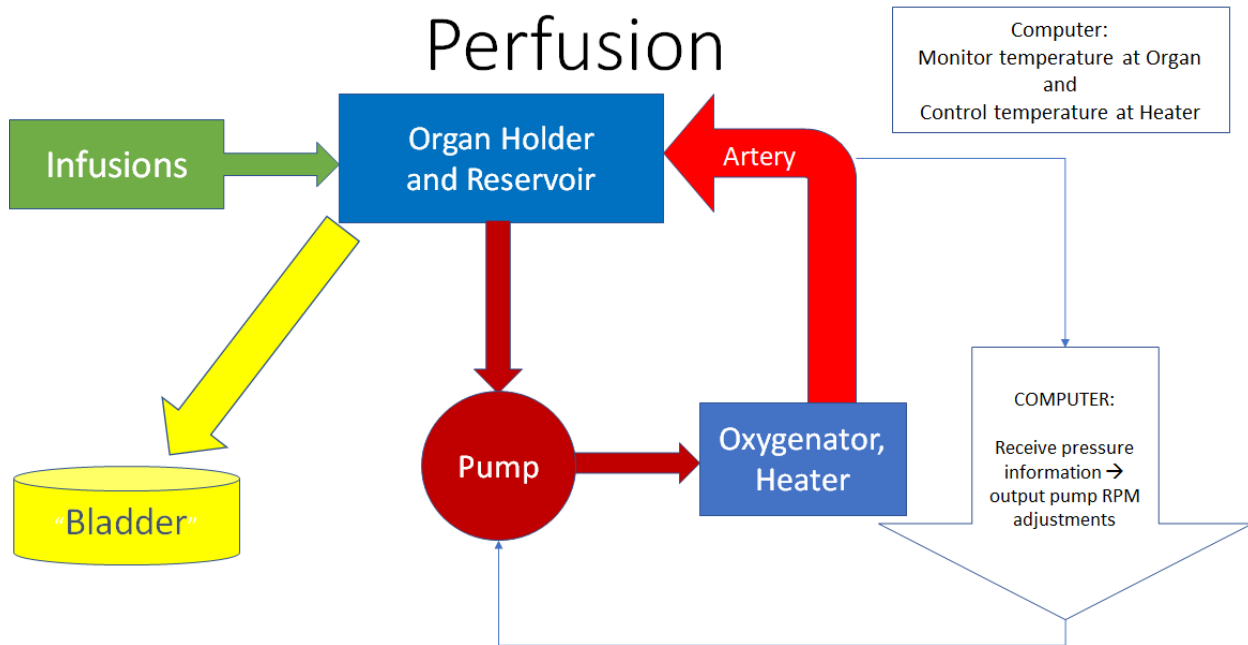 Perfusion
Computer:
Monitor temperature at Organ
and
Control temperature at Heater
Infusions
Organ Holder
and Reservoir
Artery
COMPUTER:
Receive pressure
information →
output pump RPM
adjustments
Pump
Oxygenator,
Heater
"Bladder"